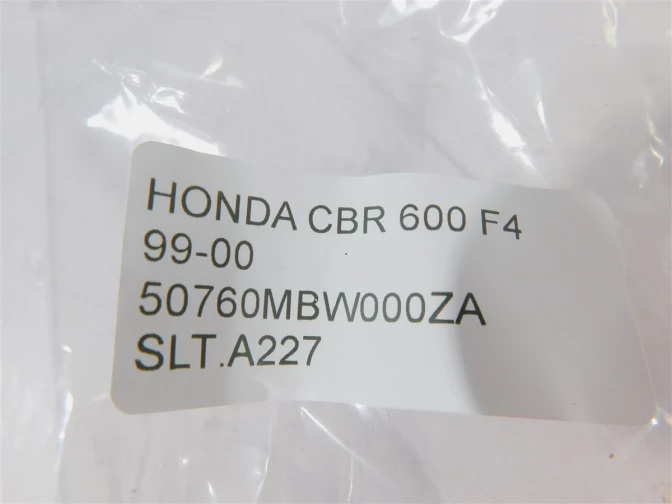 HONDA CBR 600 F4
99-00
50760MBW000ZA
SLT.A227